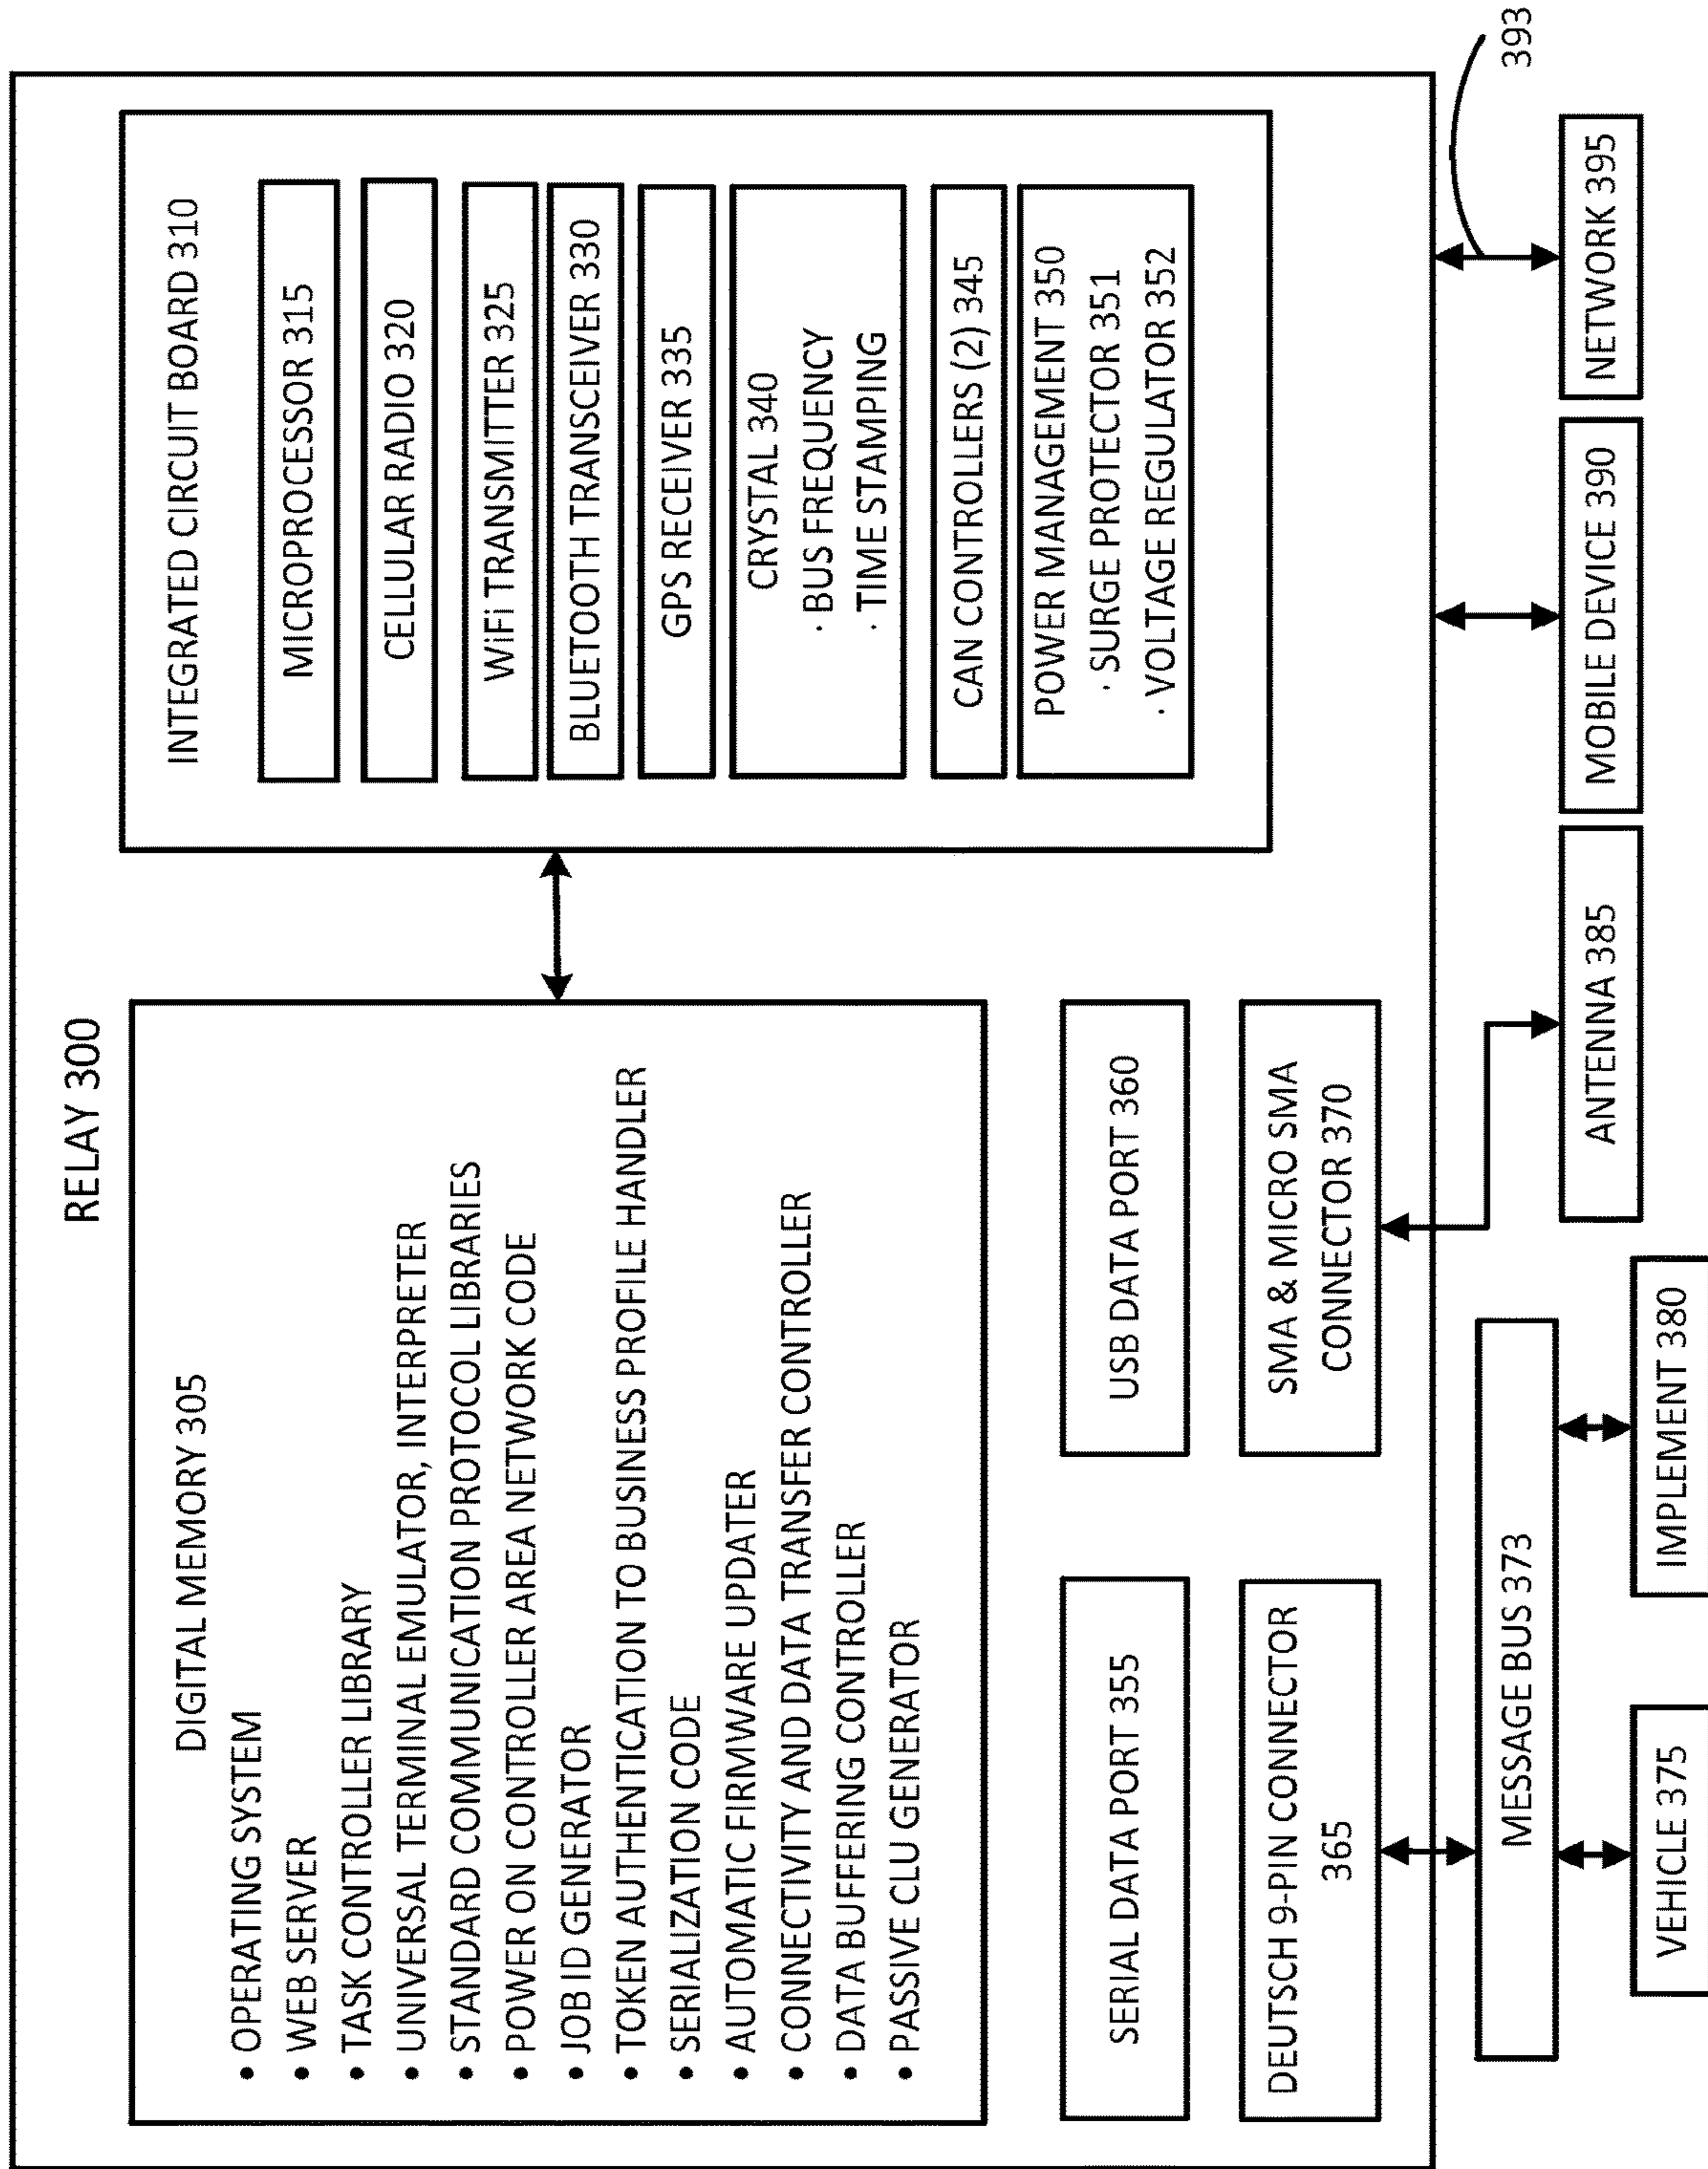 RELAY 300
DIGITAL MEMORY 305
• OPERATING SYSTEM
• WEB SERVER
• TASK CONTROLLER LIBRARY
• UNIVERSAL TERMINAL EMULATOR, INTERPRETER
• STANDARD COMMUNICATION PROTOCOL LIBRARIES
• POWER ON CONTROLLER AREA NETWORK CODE
• JOB ID GENERATOR
• TOKEN AUTHENTICATION TO BUSINESS PROFILE HANDLER
• SERIALIZATION CODE
• AUTOMATIC FIRMWARE UPDATER
• CONNECTIVITY AND DATA TRANSFER CONTROLLER
• DATA BUFFERING CONTROLLER
• PASSIVE CLU GENERATOR
INTEGRATED CIRCUIT BOARD 310
MICROPROCESSOR 315
CELLULAR RADIO 320
WiFi TRANSMITTER 325
BLUETOOTH TRANSCEIVER 330
GPS RECEIVER 335
CRYSTAL 340
· BUS FREQUENCY
· TIME STAMPING
CAN CONTROLLERS (2) 345
POWER MANAGEMENT 350
· SURGE PROTECTOR 351
· VOLTAGE REGULATOR 352
SERIAL DATA PORT 355
USB DATA PORT 360
DEUTSCH 9-PIN CONNECTOR
365
SMA & MICRO SMA
CONNECTOR 370
MESSAGE BUS 373
VEHICLE 375
IMPLEMENT 380
ANTENNA 385
MOBILE DEVICE 390
NETWORK 395
393